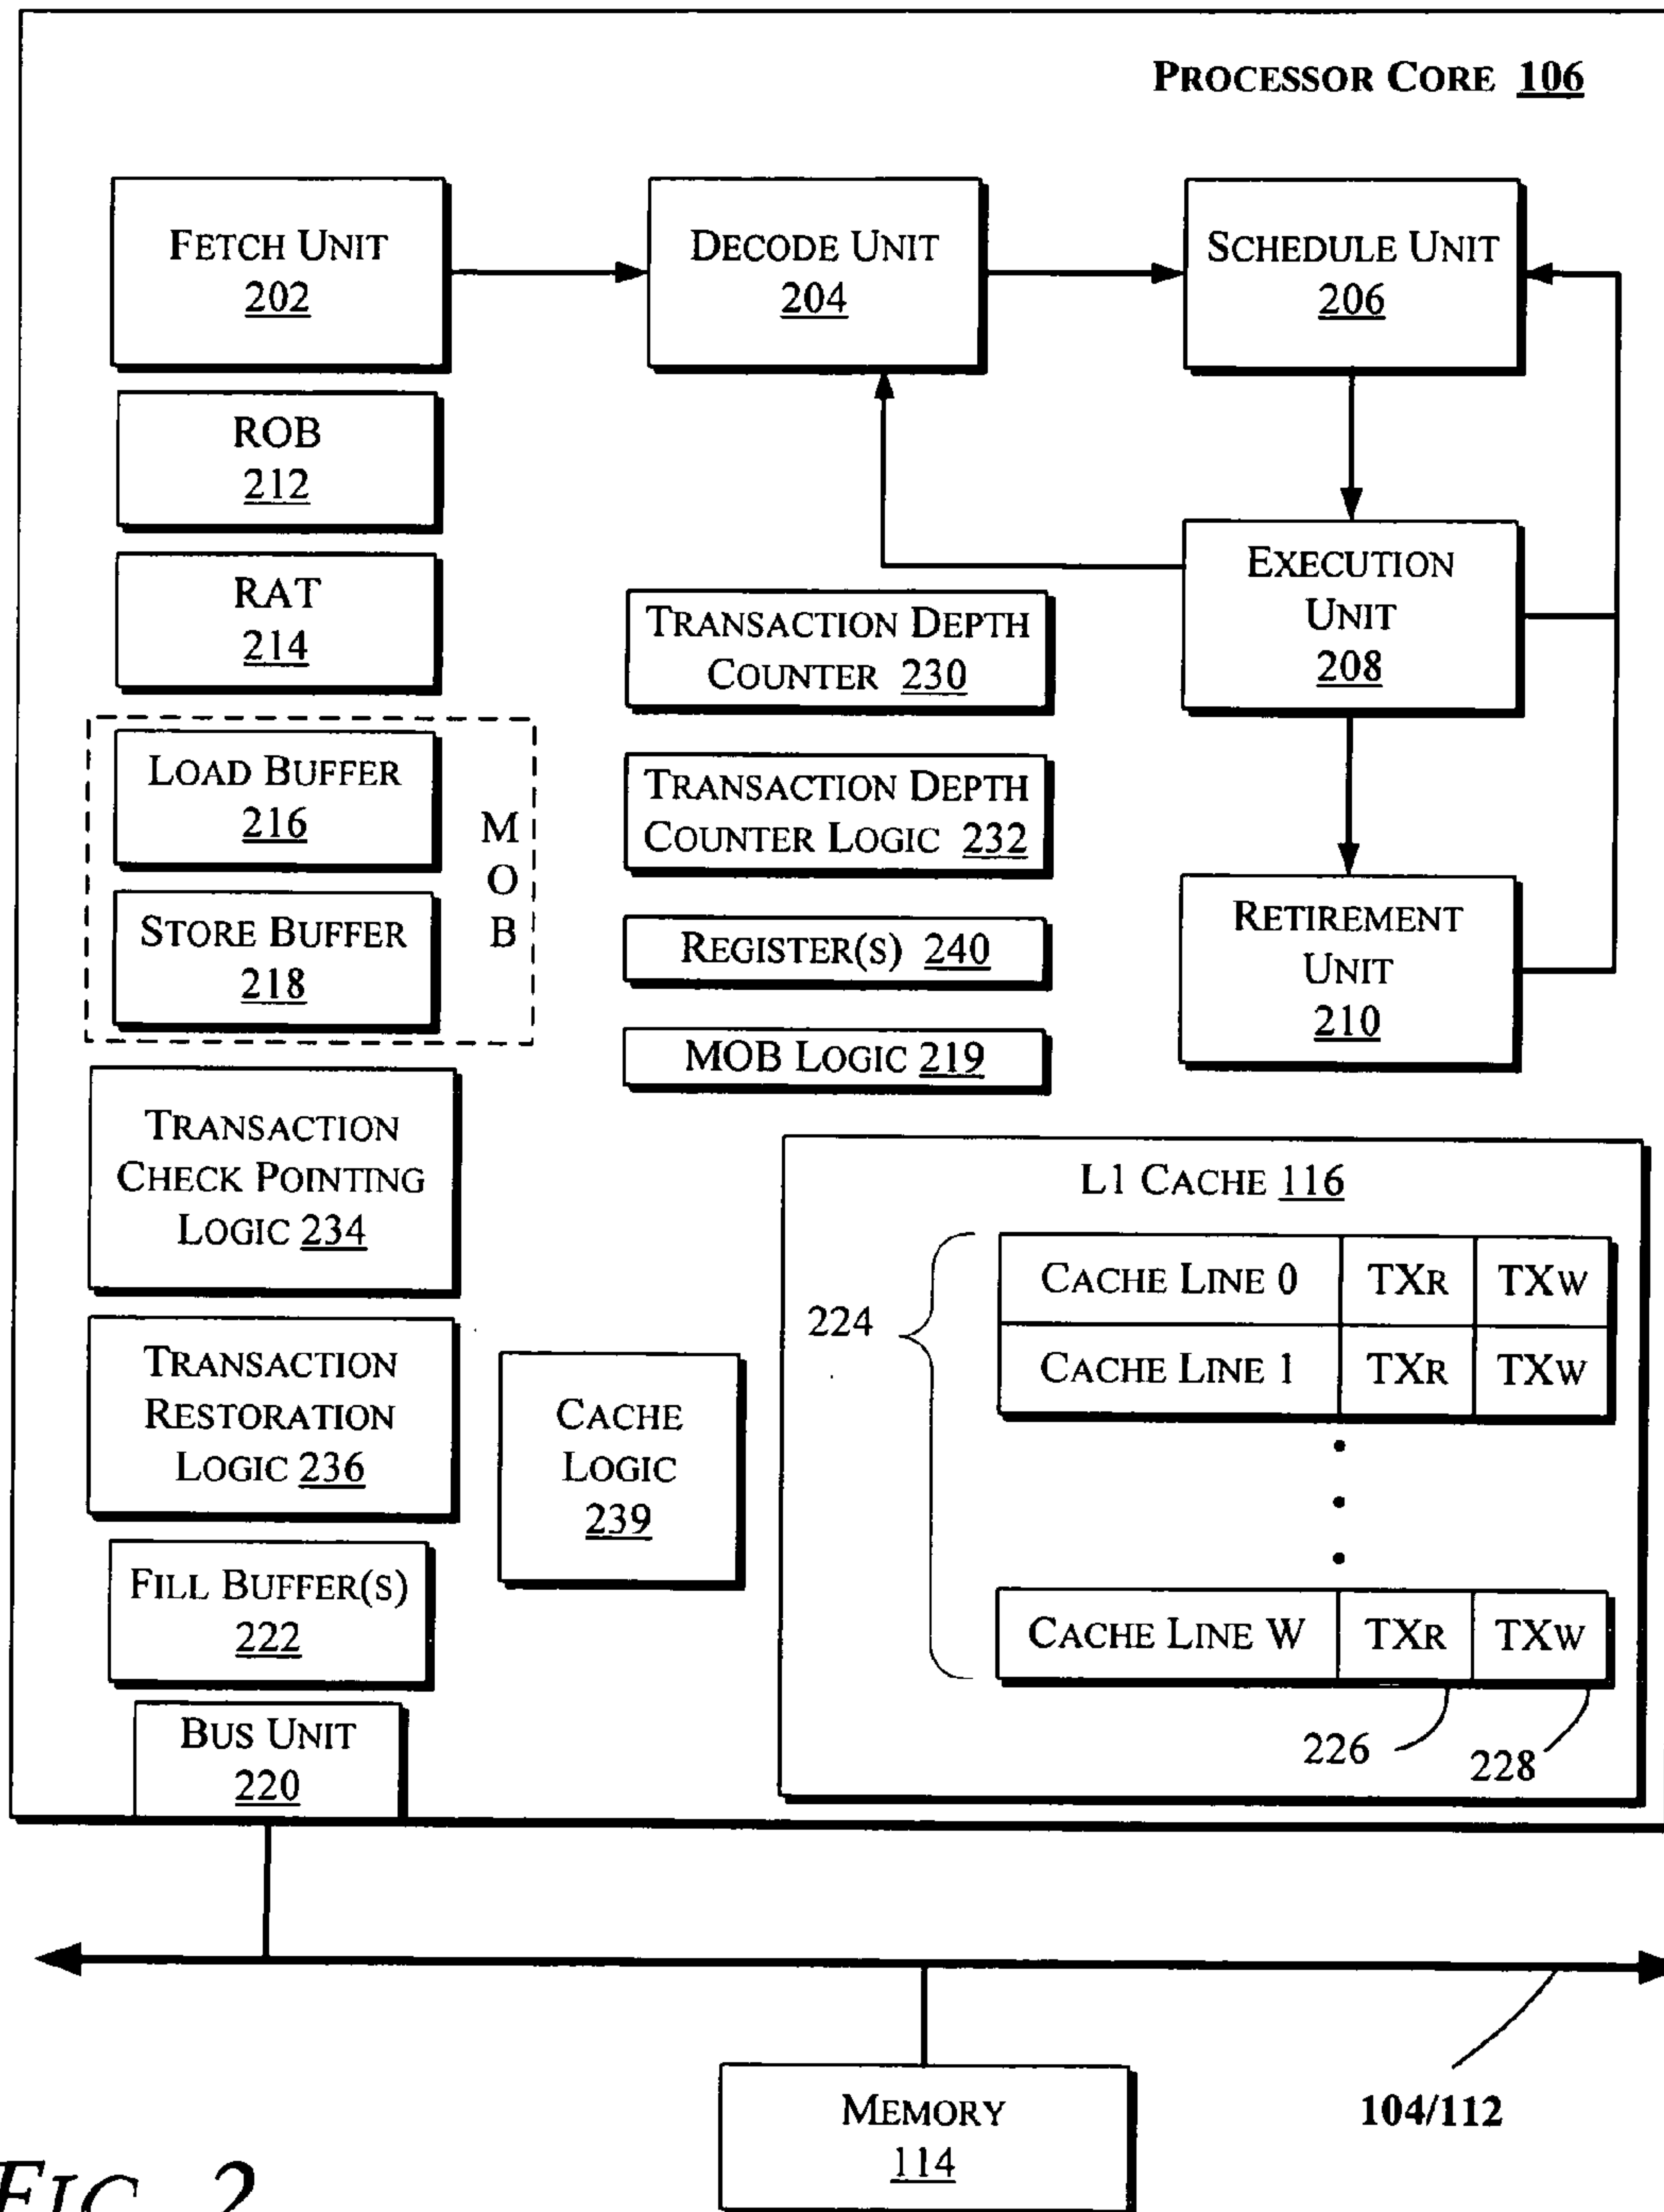 PROCESSOR CORE 106
FETCH UNIT
202
DECODE UNIT
204
SCHEDULE UNIT
206
ROB
212
RAT
214
EXECUTION
UNIT
208
TRANSACTION DEPTH
COUNTER 230
LOAD BUFFER
216
STORE BUFFER
218
M
O
B
TRANSACTION DEPTH
COUNTER LOGIC 232
REGISTER(S) 240
MOB LOGIC 219
RETIREMENT
UNIT
210
TRANSACTION
CHECK POINTING
LOGIC 234
TRANSACTION
RESTORATION
LOGIC 236
CACHE
LOGIC
239
FILL BUFFER(S)
222
BUS UNIT
220
L1 CACHE 116
224
CACHE LINE 0 TXR TXW
CACHE LINE 1 TXR TXW
CACHE LINE W TXR TXW
226
228
104/112
MEMORY
114
FIG. 2